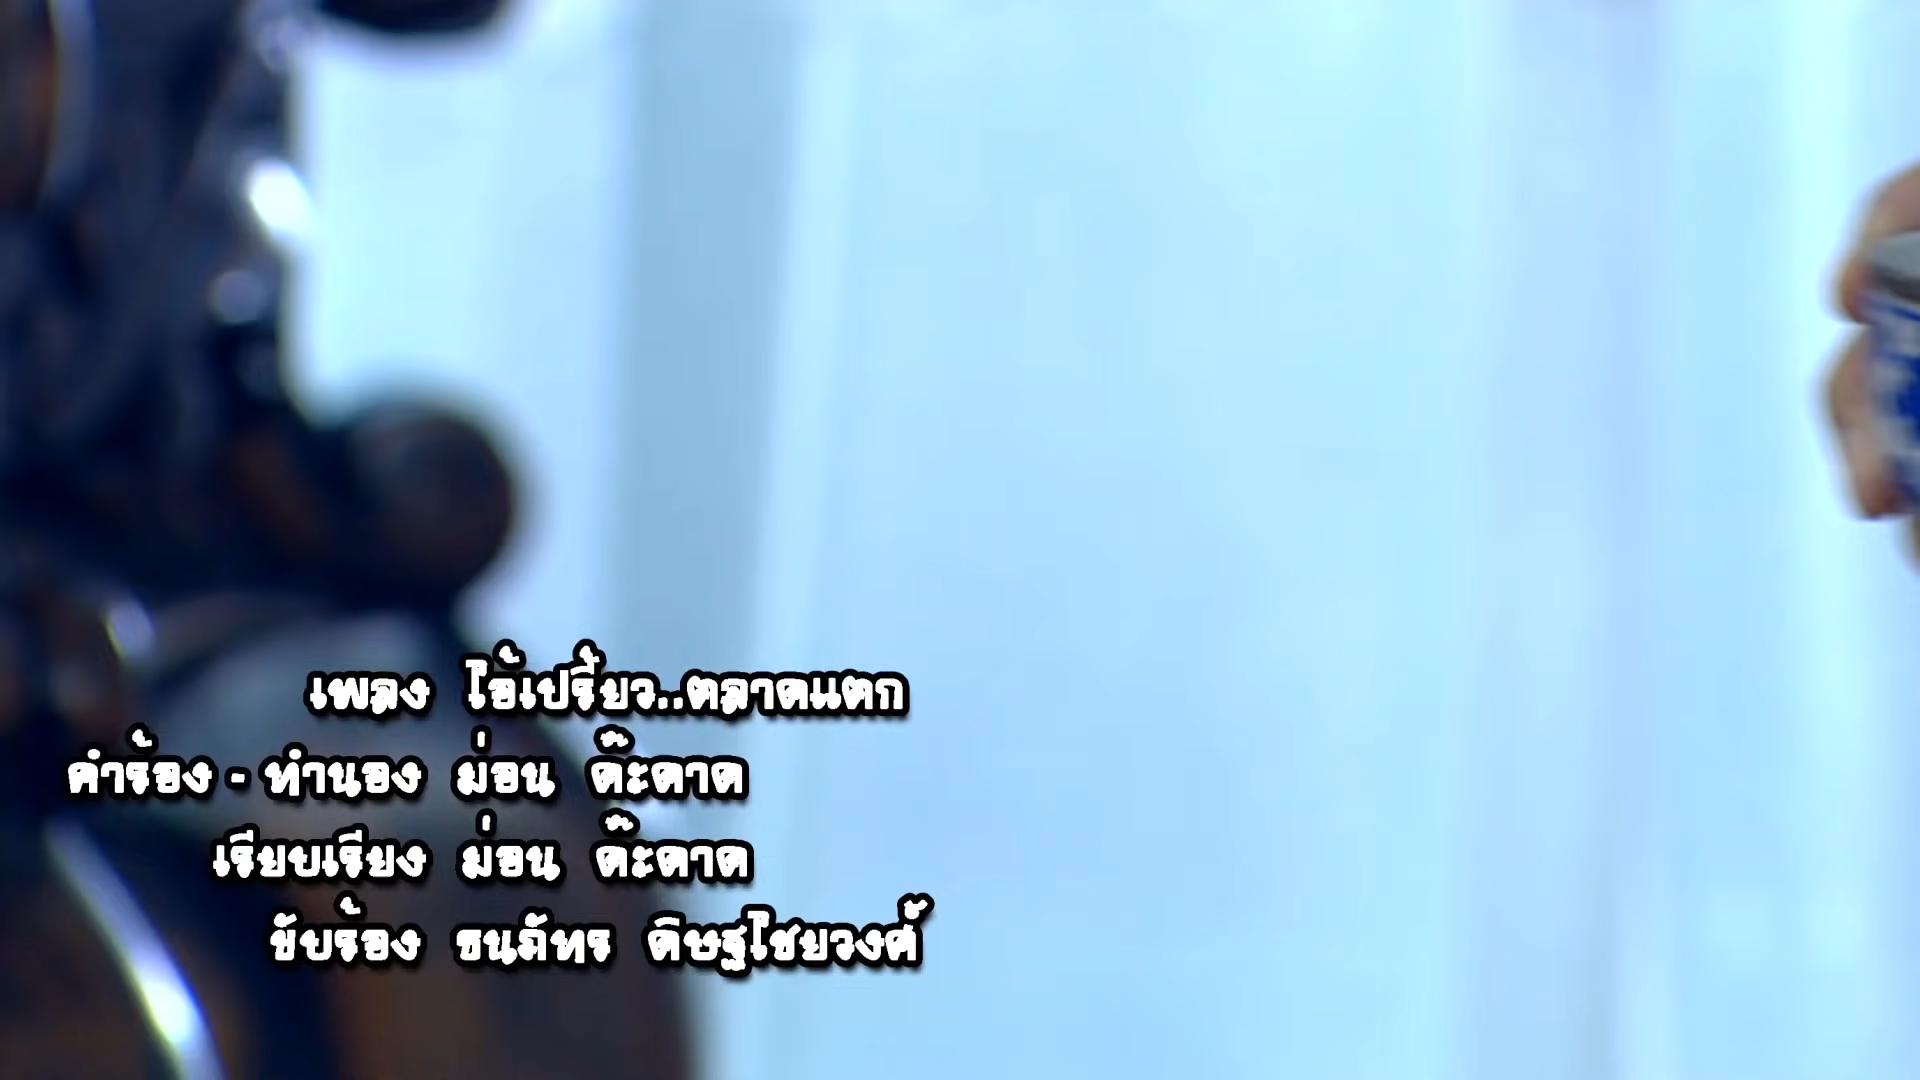 เพลง ไอ้เปรี้ยว..ตลาดแตก
คำร้อง - ทำนอง ม่อน ต๊ะตาด
เรียบเรียง ม่อน ต๊ะตาด
ขับร้อง ธนภัทร ดิษฐไชยวงศ์